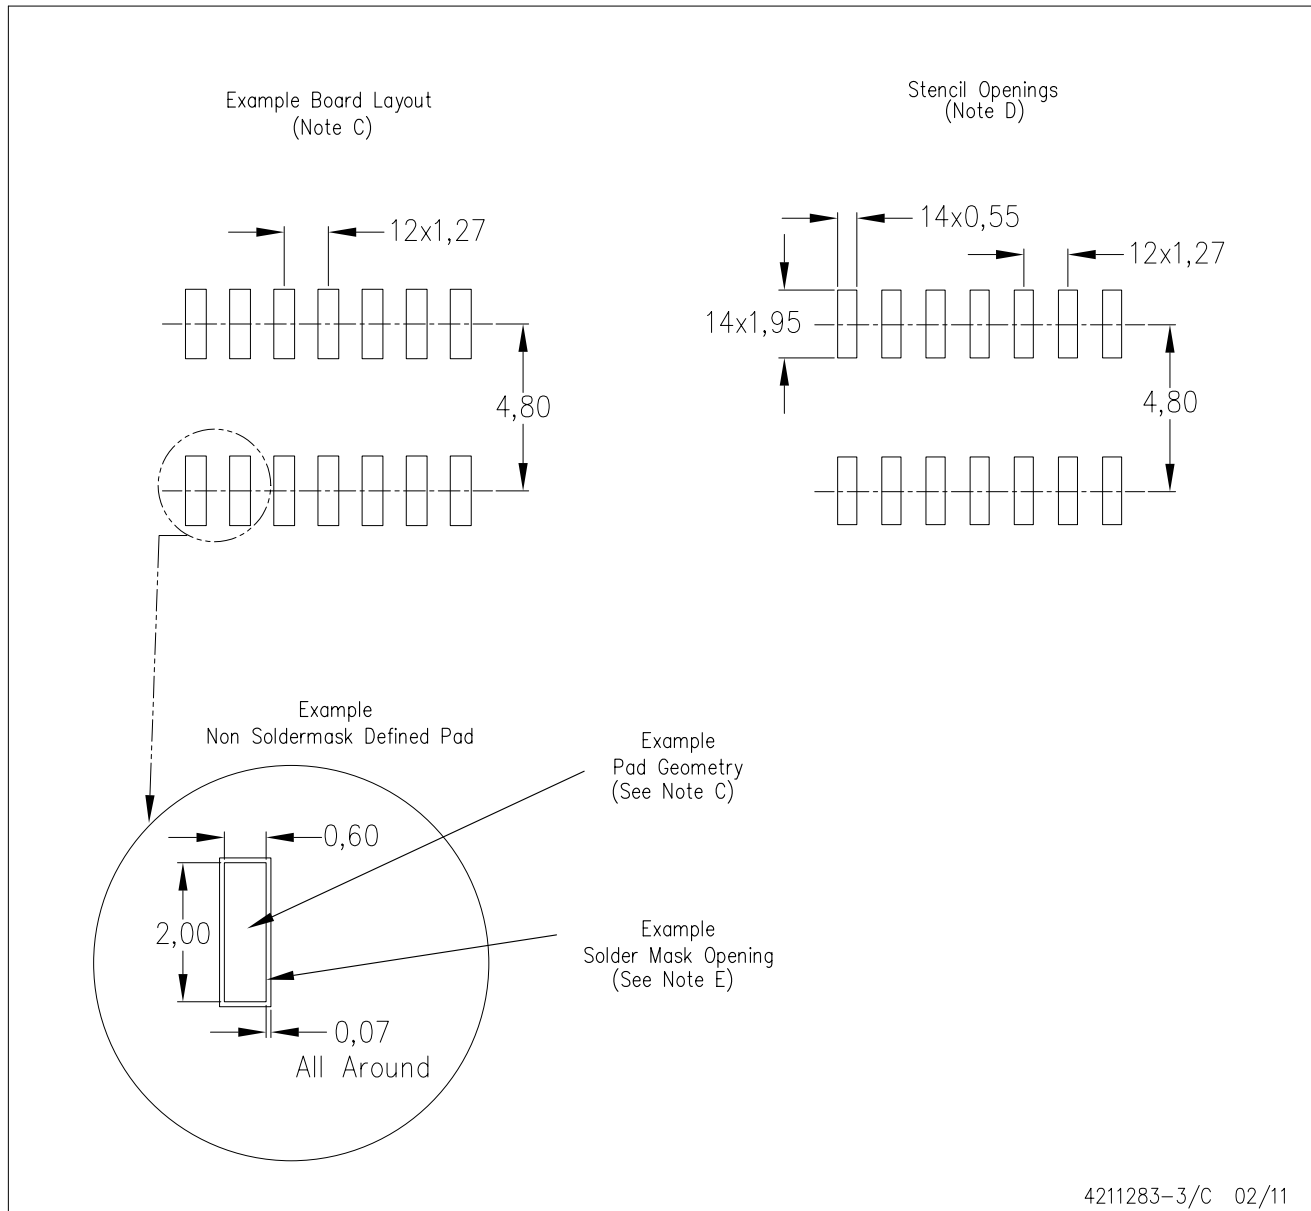 Example Board Layout
(Note C)
Stencil Openings
(Note D)
12x1,27
14x0,55
12x1,27
14x1,95
4,80
4,80
Example
Non Soldermask Defined Pad
Example
Pad Geometry
(See Note C)
0,60
2,00
Example
Solder Mask Opening
(See Note E)
0,07
All Around
4211283-3/C 02/11